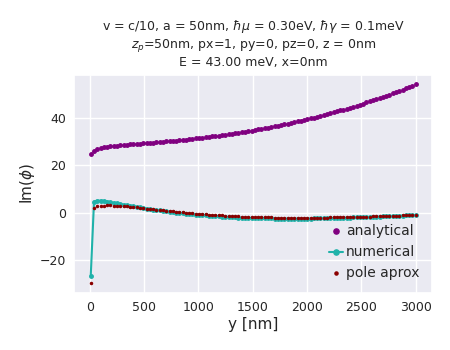 v = c/10, a = 50nm, ℏμ = 0.30eV, ℏγ = 0.1meV
zₚ=50nm, px=1, py=0, pz=0, z = 0nm
E = 43.00 meV, x=0nm
Im(ϕ)
40
20
0
−20
analytical
numerical
pole aprox
0 500 1000 1500 2000 2500 3000
y [nm]